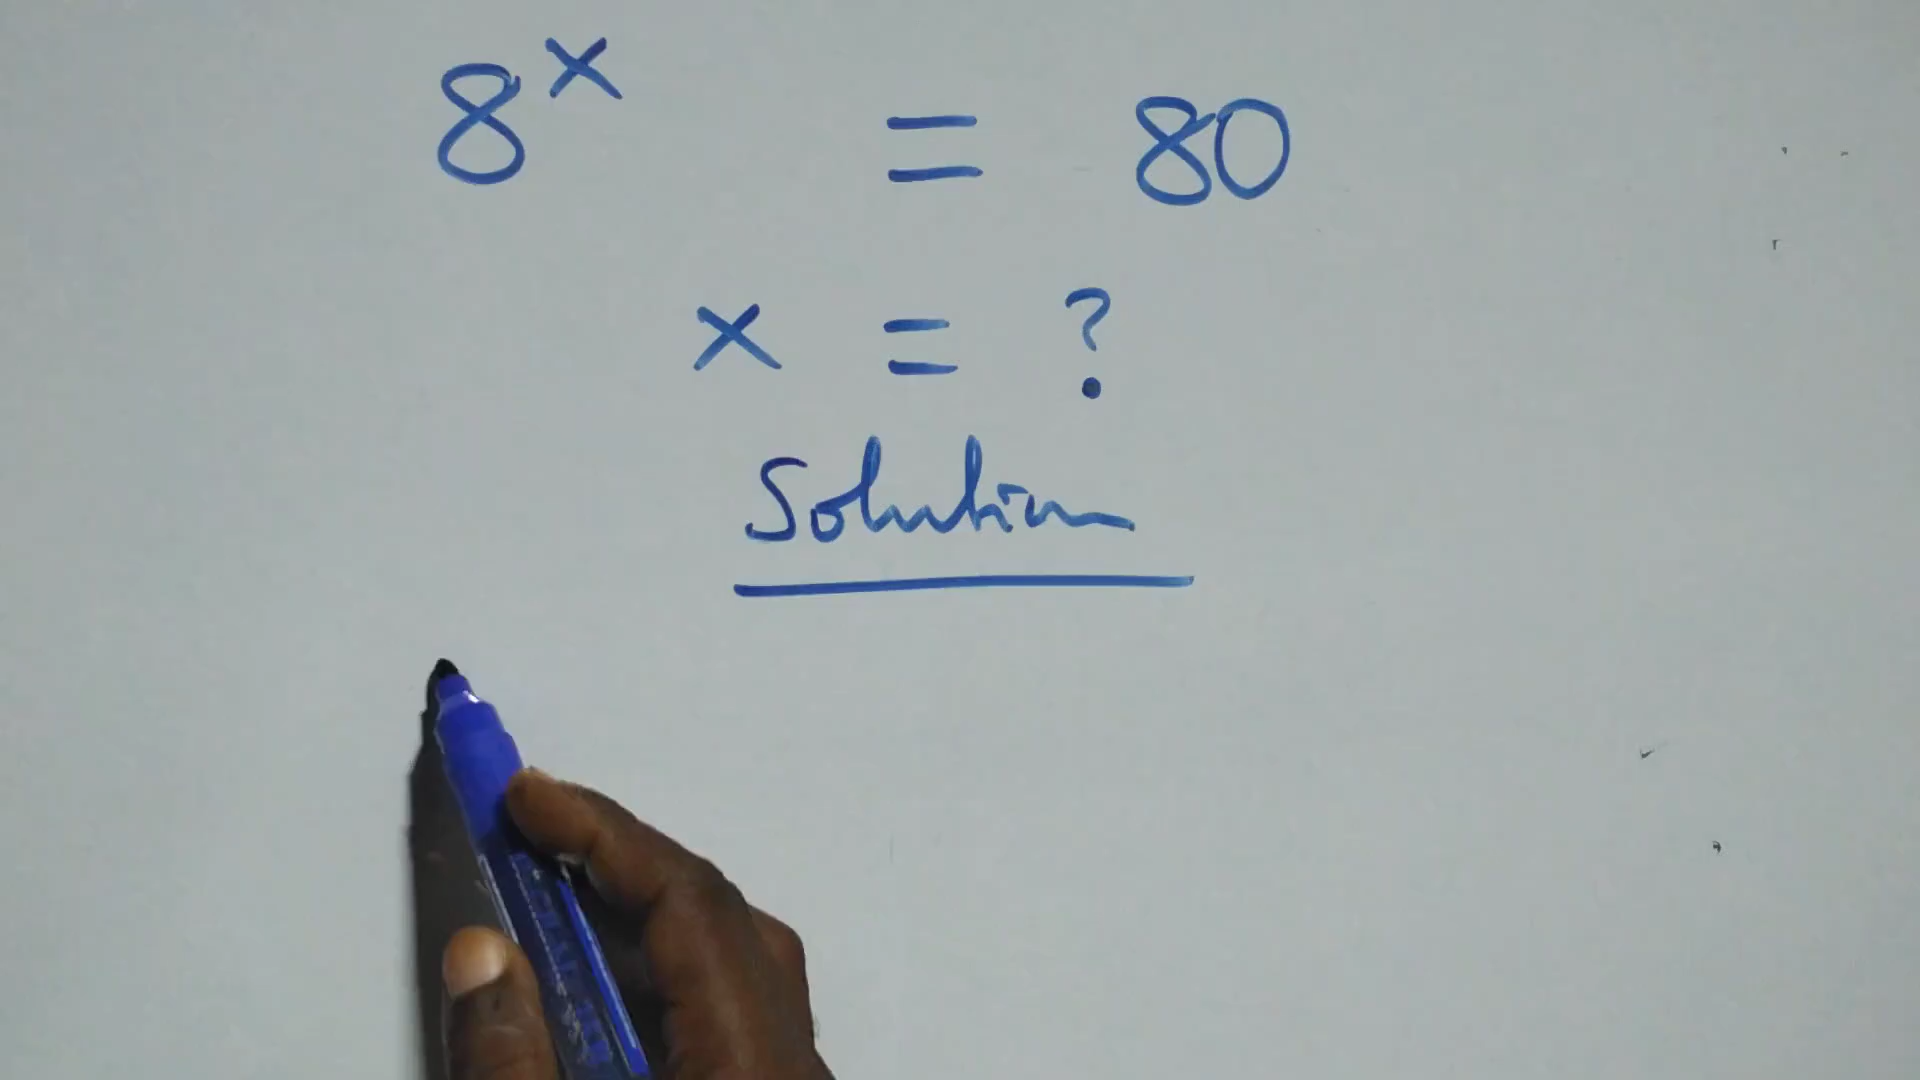 8^x = 80
x = ?
Solution